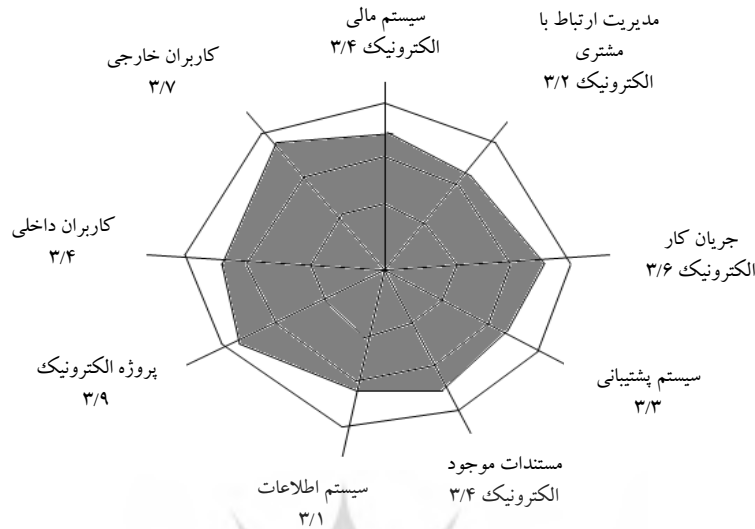 سیستم مالی
الکترونیک ۳/۴
مدیریت ارتباط با
مشتری
الکترونیک ۳/۲
جریان کار
الکترونیک ۳/۶
سیستم پشتیبانی
۳/۳
مستندات موجود
الکترونیک ۳/۴
سیستم اطلاعات
۳/۱
پروژه الکترونیک
۳/۹
کاربران داخلی
۳/۴
کاربران خارجی
۳/۷